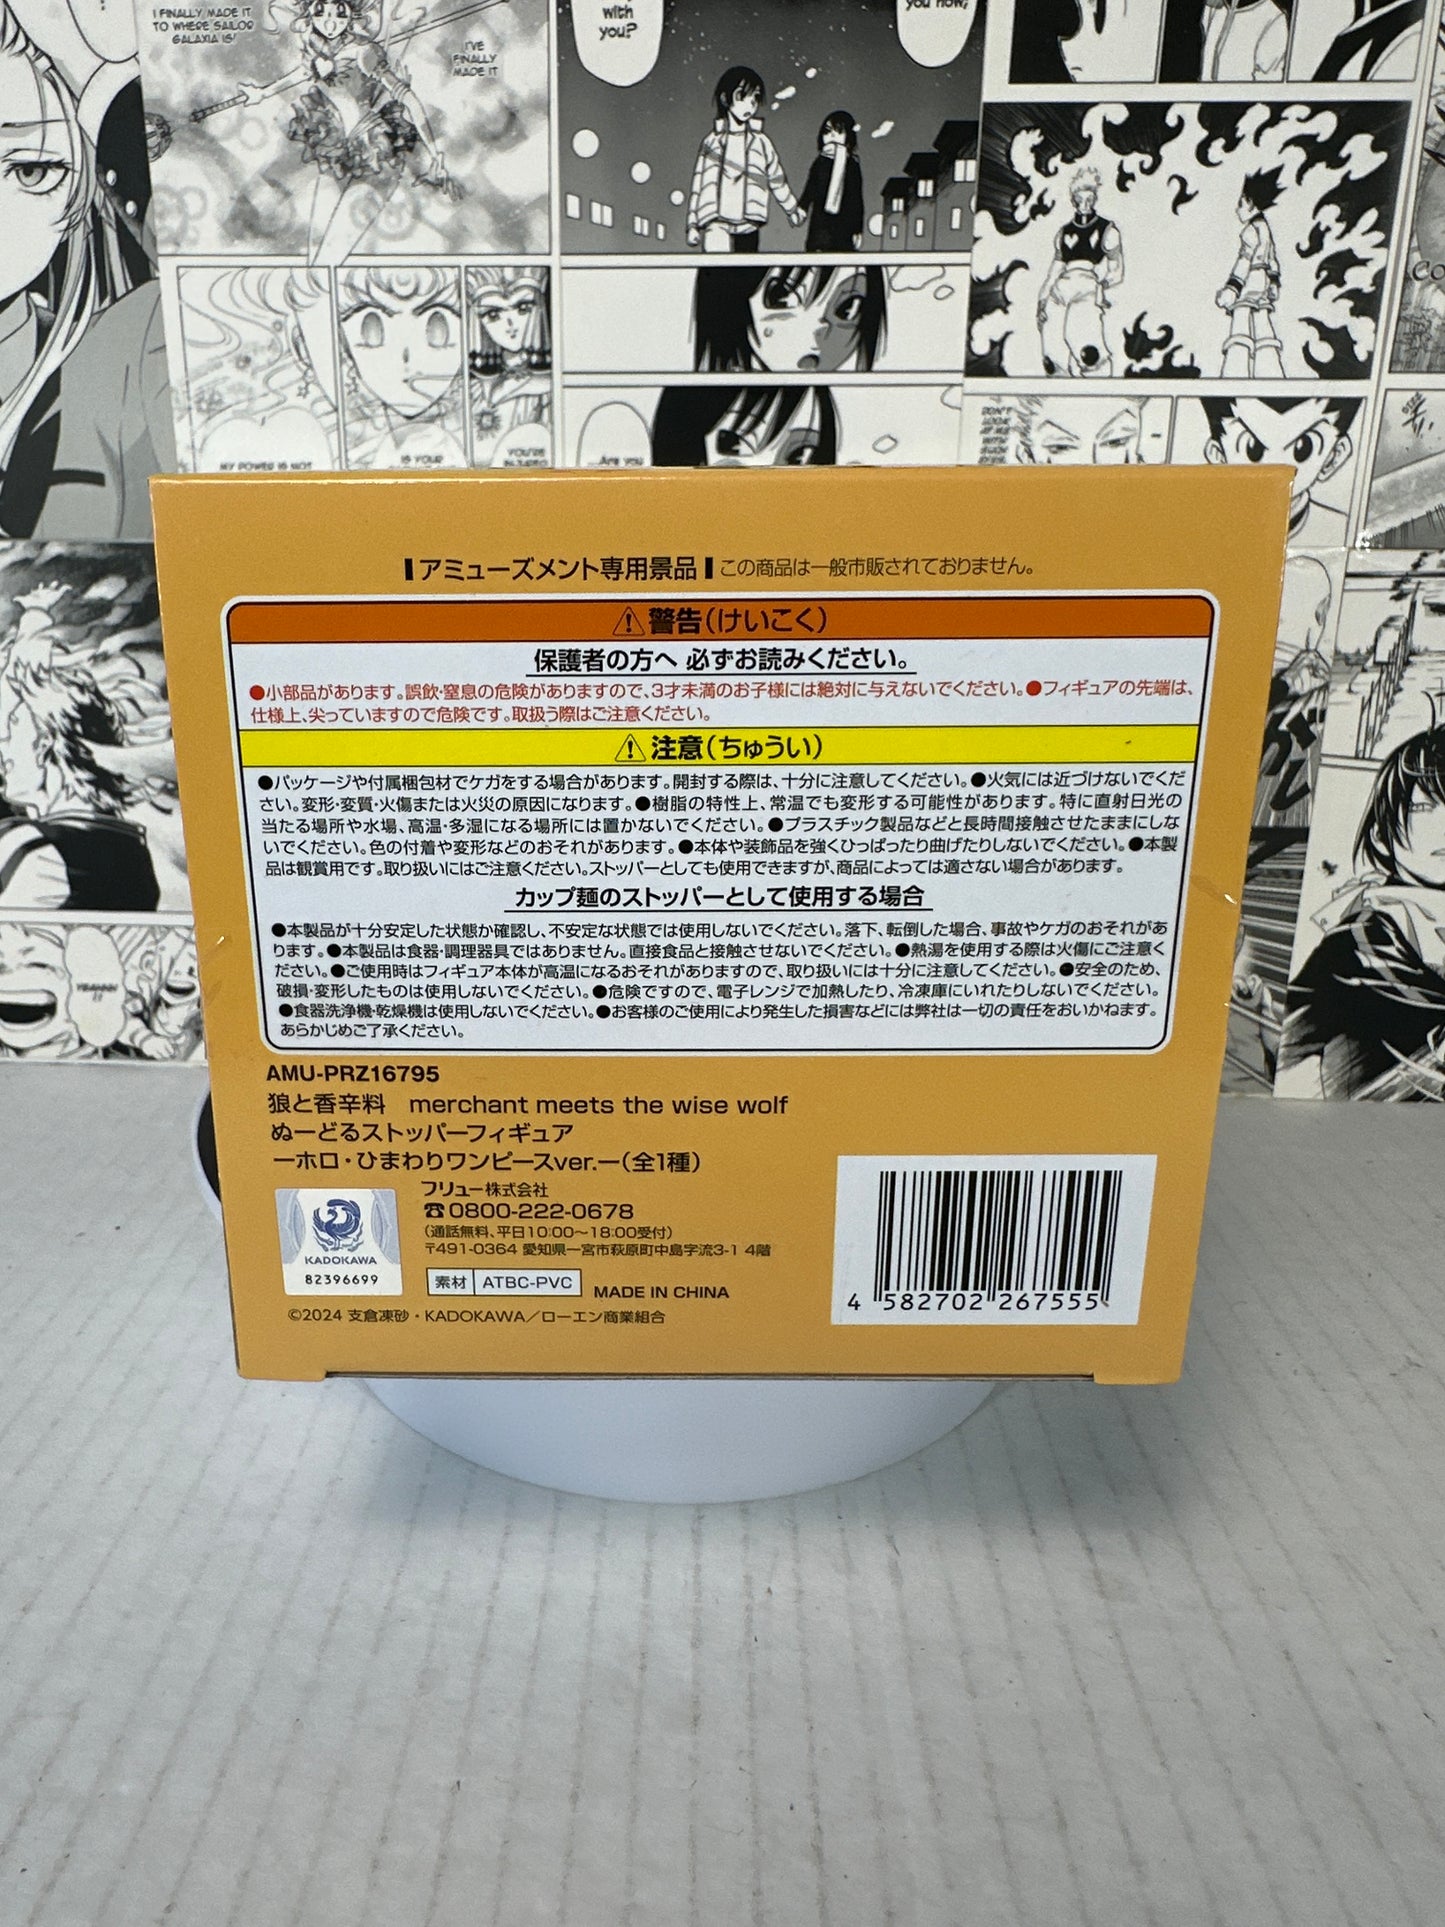 I FINALLY MADE IT
TO WHERE SAILOR
GALAXIA IS!
I'VE
FINALLY
MADE IT
with
you?
you now,
MY POWER IS NOT
IS YOUR
YOU'RE
Are you
DON'T
LOOK
AT ME
WITH
▌アミューズメント専用景品▐ この商品は一般市販されておりません。
⚠警告(けいこく)
保護者の方へ 必ずお読みください。
●小部品があります。誤飲・窒息の危険がありますので、3才未満のお子様には絶対に与えないでください。●フィギュアの先端は、
仕様上、尖っていますので危険です。取扱う際はご注意ください。
⚠注意(ちゅうい)
●パッケージや付属梱包材でケガをする場合があります。開封する際は、十分に注意してください。●火気には近づけないでくだ
さい。変形・変質・火傷または火災の原因になります。●樹脂の特性上、常温でも変形する可能性があります。特に直射日光の
当たる場所や水場、高温・多湿になる場所には置かないでください。●プラスチック製品などと長時間接触させたままにしな
いでください。色の付着や変形などのおそれがあります。●本体や装飾品を強くひっぱったり曲げたりしないでください。●本製
品は観賞用です。取り扱いにはご注意ください。ストッパーとしても使用できますが、商品によっては適さない場合があります。
カップ麺のストッパーとして使用する場合
●本製品が十分安定した状態か確認し、不安定な状態では使用しないでください。落下、転倒した場合、事故やケガのおそれがあ
ります。●本製品は食器・調理器具ではありません。直接食品と接触させないでください。●熱湯を使用する際は火傷にご注意く
ださい。●ご使用時はフィギュア本体が高温になるおそれがありますので、取り扱いには十分に注意してください。●安全のため、
破損・変形したものは使用しないでください。●危険ですので、電子レンジで加熱したり、冷凍庫にいれたりしないでください。
●食器洗浄機・乾燥機は使用しないでください。●お客様のご使用により発生した損害などには弊社は一切の責任をおいかねます。
あらかじめご了承ください。
AMU-PRZ16795
狼と香辛料 merchant meets the wise wolf
ぬーどるストッパーフィギュア
ーホロ・ひまわりワンピースver.ー(全1種)
フリュー株式会社
☎0800-222-0678
(通話無料、平日10:00〜18:00受付)
〒491-0364 愛知県一宮市萩原町中島字流3-1 4階
KADOKAWA
82396699
素材 ATBC-PVC MADE IN CHINA
©2024 支倉凍砂・KADOKAWA/ローエン商業組合
4 582702 267555